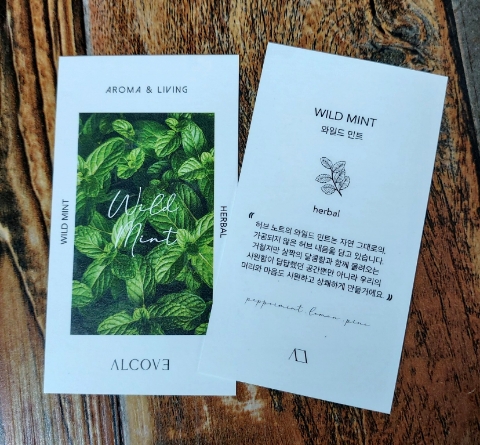 AROMA & LIVING
WILD MINT
Wild
Mint
HERBAL
ALCOVE
WILD MINT
와일드 민트
herbal
“
허브 노트의 와일드 민트는 자연 그대로의,
가공되지 않은 허브 내음을 담고 있습니다.
거칠지만 살짝의 달콤함과 함께 몰려오는
시원함이 답답했던 공간뿐만 아니라 우리의
머리와 마음도 시원하고 상쾌하게 만들거에요.
”
peppermint . lemon . pine